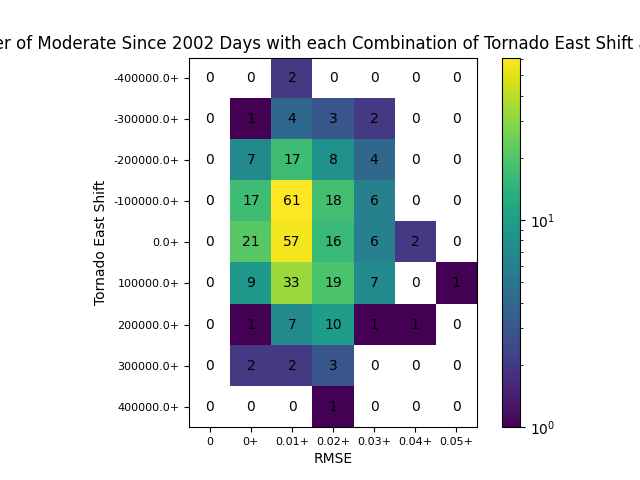 of Moderate Since 2002 Days with each Combination of Tornado East Shift
Tornado East Shift
-400000.0+ 0 0 2 0 0 0 0
-300000.0+ 0 1 4 3 2 0 0
-200000.0+ 0 7 17 8 4 0 0
-100000.0+ 0 17 61 18 6 0 0
0.0+ 0 21 57 16 6 2 0
100000.0+ 0 9 33 19 7 0 1
200000.0+ 0 1 7 10 1 1 0
300000.0+ 0 2 2 3 0 0 0
400000.0+ 0 0 0 1 0 0 0
0 0+ 0.01+ 0.02+ 0.03+ 0.04+ 0.05+
RMSE
10¹
10⁰